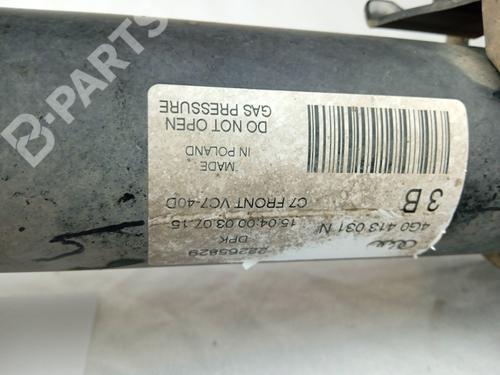 4G0 413 031 N
3 B
22265829
DPK
15:04:00 03.07.15
C7 FRONT VC7-40D
MADE
IN POLAND
DO NOT OPEN
GAS PRESSURE
B-PARTS